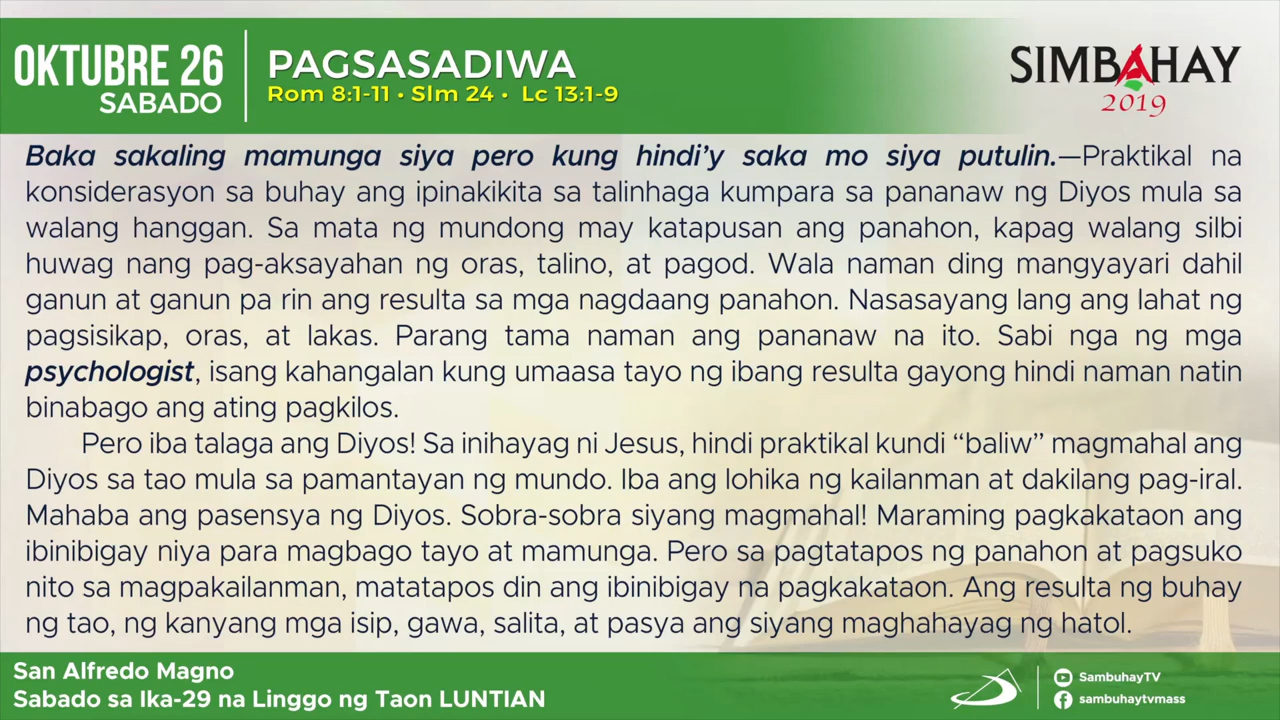 OKTUBRE 26
SABADO
PAGSASADIWA
Rom 8:1-11 • Slm 24 • Lc 13:1-9
SIMBAHAY
2019
Baka sakaling mamunga siya pero kung hindi’y saka mo siya putulin.—Praktikal na
konsiderasyon sa buhay ang ipinakikita sa talinhaga kumpara sa pananaw ng Diyos mula sa
walang hanggan. Sa mata ng mundong may katapusan ang panahon, kapag walang silbi
huwag nang pag-aksayahan ng oras, talino, at pagod. Wala naman ding mangyayari dahil
ganun at ganun pa rin ang resulta sa mga nagdaang panahon. Nasasayang lang ang lahat ng
pagsisikap, oras, at lakas. Parang tama naman ang pananaw na ito. Sabi nga ng mga
psychologist, isang kahangalan kung umaasa tayo ng ibang resulta gayong hindi naman natin
binabago ang ating pagkilos.
Pero iba talaga ang Diyos! Sa inihayag ni Jesus, hindi praktikal kundi “baliw” magmahal ang
Diyos sa tao mula sa pamantayan ng mundo. Iba ang lohika ng kailanman at dakilang pag-iral.
Mahaba ang pasensya ng Diyos. Sobra-sobra siyang magmahal! Maraming pagkakataon ang
ibinibigay niya para magbago tayo at mamunga. Pero sa pagtatapos ng panahon at pagsuko
nito sa magpakailanman, matatapos din ang ibinibigay na pagkakataon. Ang resulta ng buhay
ng tao, ng kanyang mga isip, gawa, salita, at pasya ang siyang maghahayag ng hatol.
San Alfredo Magno
Sabado sa Ika-29 na Linggo ng Taon LUNTIAN
SambuhayTV
sambuhaytvmass